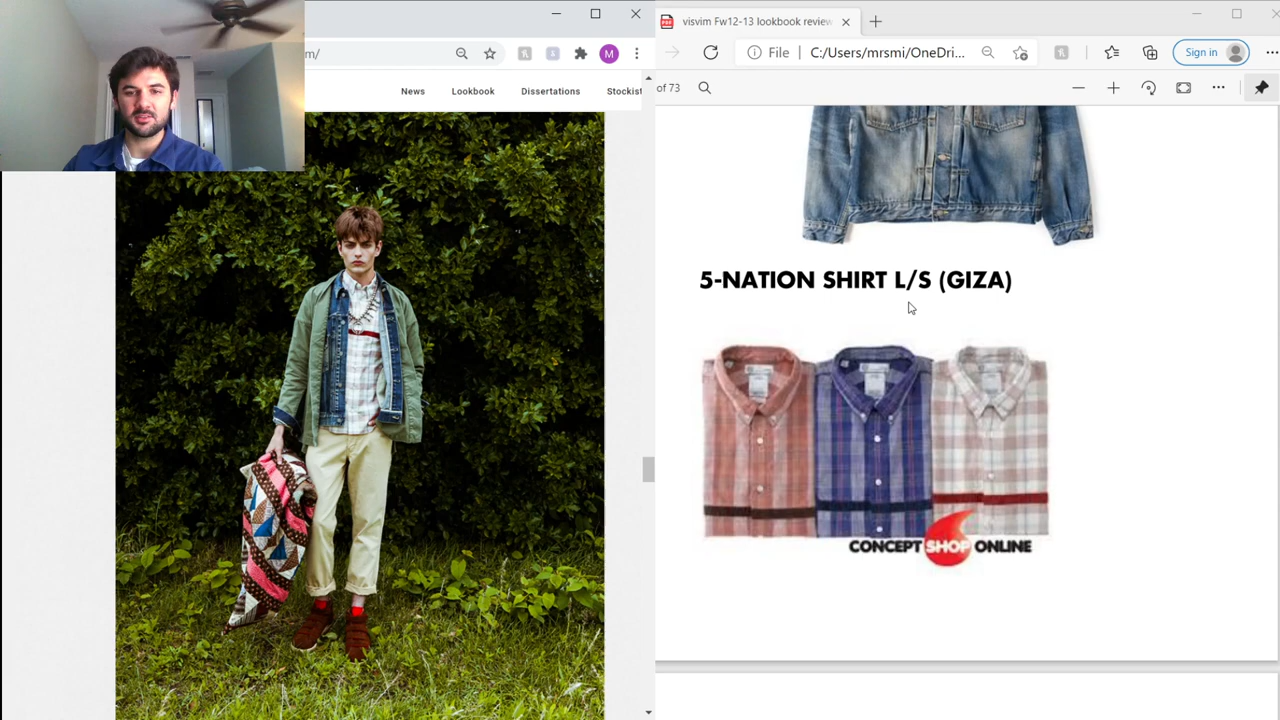 m/
M
News Lookbook Dissertations Stockist
visvim Fw12-13 lookbook review
File C:/Users/mrsmi/OneDri... Sign in
of 73
5-NATION SHIRT L/S (GIZA)
CONCEPT SHOP ONLINE